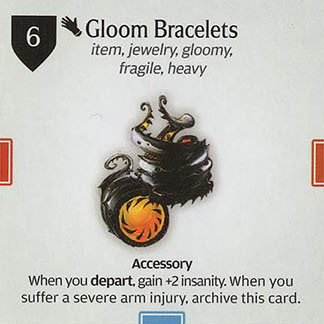 6
Gloom Bracelets
item, jewelry, gloomy,
fragile, heavy
Accessory
When you depart, gain +2 insanity. When you
suffer a severe arm injury, archive this card.